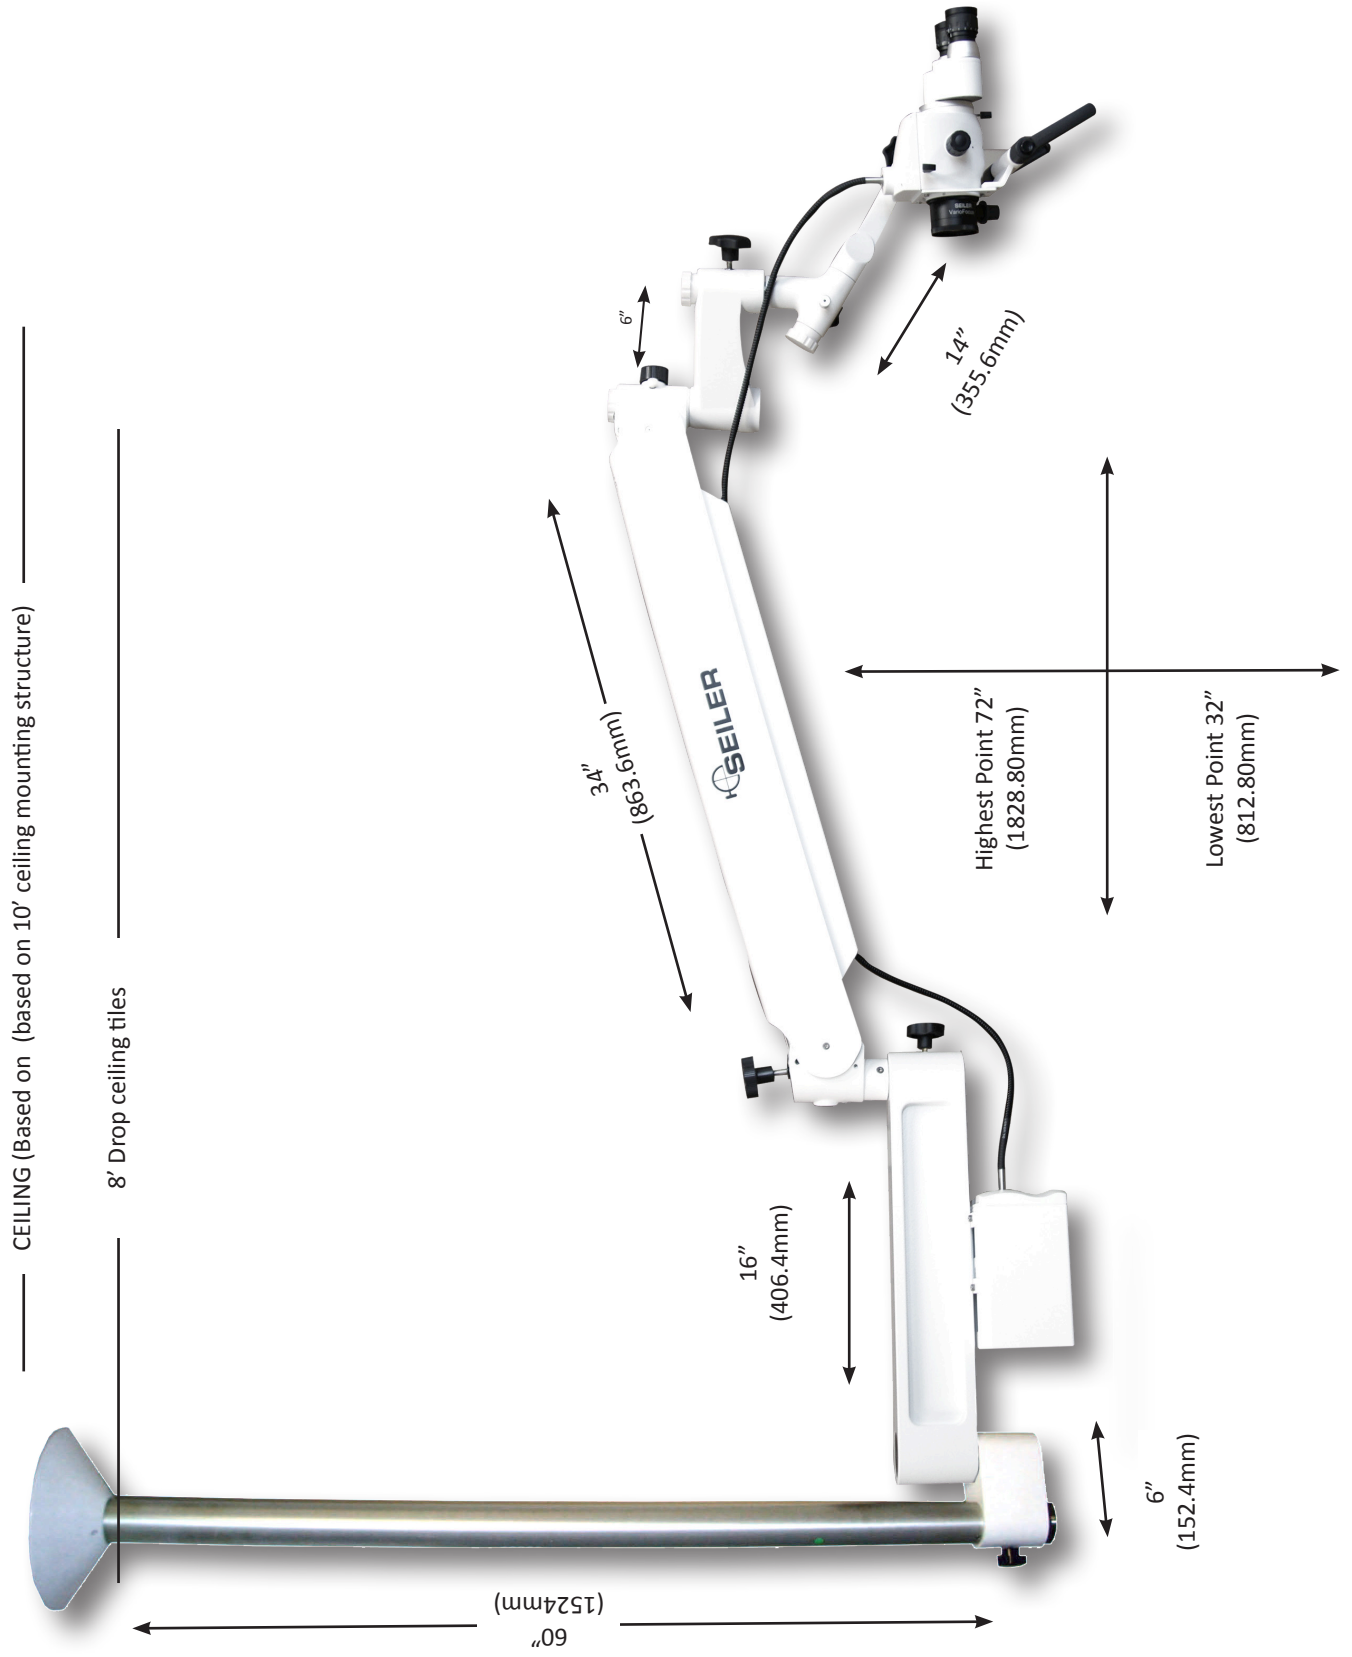 CEILING (Based on (based on 10′ ceiling mounting structure)
8′ Drop ceiling tiles
60″
(1524mm)
6″
(152.4mm)
16″
(406.4mm)
34″
(863.6mm)
SEILER
6″
14″
(355.6mm)
SEILER
VarioFocus
Highest Point 72″
(1828.80mm)
Lowest Point 32″
(812.80mm)